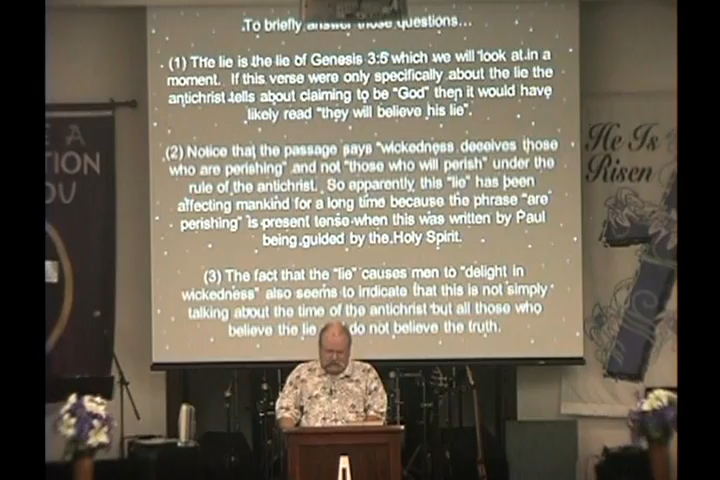 To briefly answer those questions...
(1) The lie is the lie of Genesis 3:5 which we will look at in a
moment. If this verse were only specifically about the lie the
antichrist tells about claiming to be "God" then it would have
likely read "they will believe his lie".
(2) Notice that the passage says "wickedness deceives those
who are perishing" and not "those who will perish" under the
rule of the antichrist. So apparently, this "lie" has been
affecting mankind for a long time because the phrase "are
perishing" is present tense when this was written by Paul
being guided by the Holy Spirit.
(3) The fact that the "lie" causes men to "delight in
wickedness" also seems to indicate that this is not simply
talking about the time of the antichrist but all those who
believe the lie do not believe the truth.
E A
TION
OU
He Is
Risen